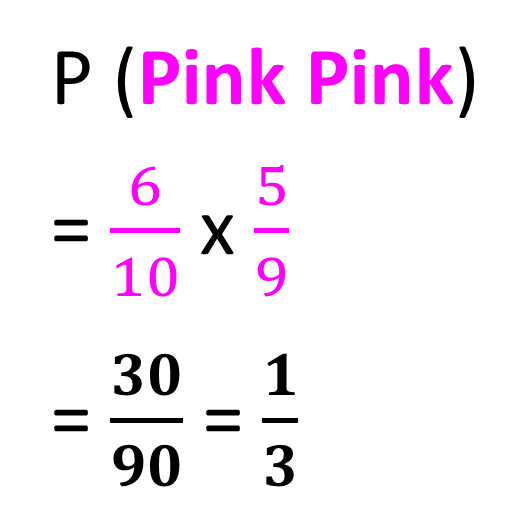 P (Pink Pink)
= 6/10 x 5/9
= 30/90 = 1/3